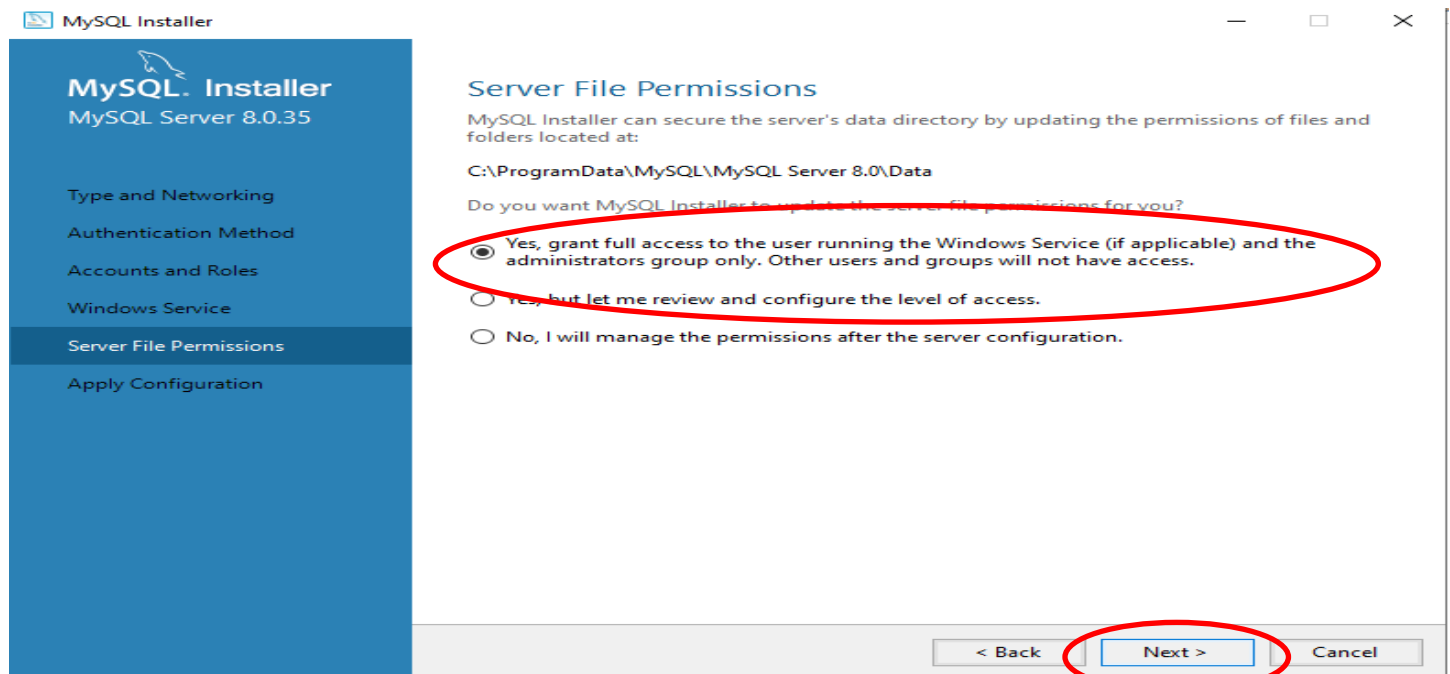 MySQL Installer
MySQL. Installer
MySQL Server 8.0.35
Type and Networking
Authentication Method
Accounts and Roles
Windows Service
Server File Permissions
Apply Configuration
Server File Permissions
MySQL Installer can secure the server's data directory by updating the permissions of files and
folders located at:
C:\ProgramData\MySQL\MySQL Server 8.0\Data
Do you want MySQL Installer to update the server file permissions for you?
Yes, grant full access to the user running the Windows Service (if applicable) and the
administrators group only. Other users and groups will not have access.
Yes, but let me review and configure the level of access.
No, I will manage the permissions after the server configuration.
< Back
Next >
Cancel